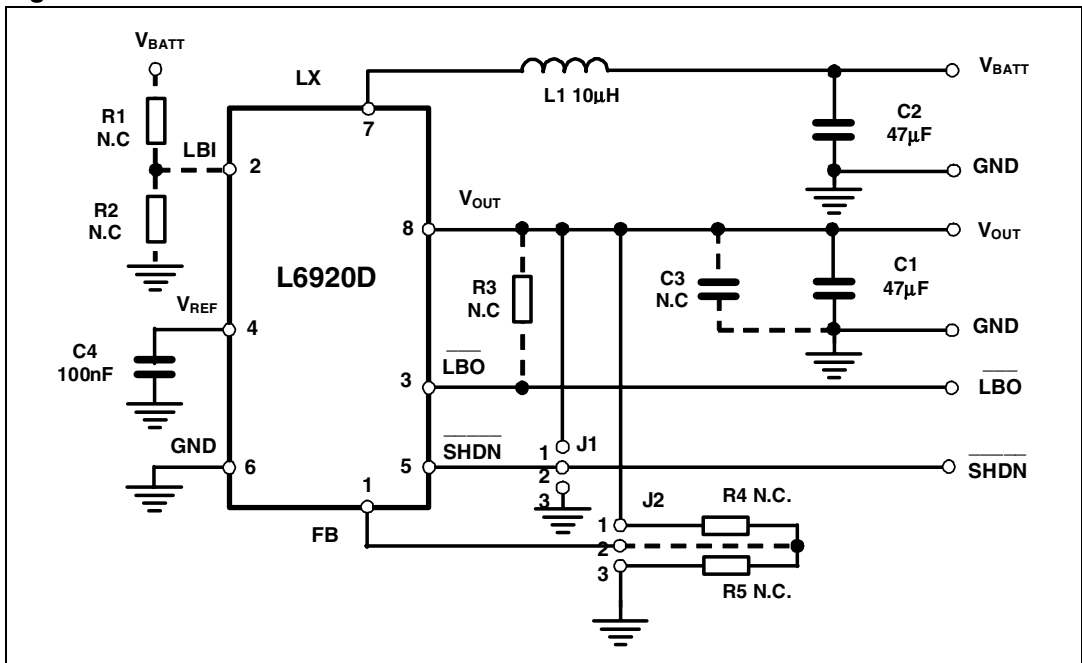 V_BATT
LX
L1 10µH
V_BATT
R1
N.C
7
C2
47µF
LBI
2
GND
R2
N.C
V_OUT
8
V_OUT
L6920D
R3
N.C
C3
N.C
C1
47µF
V_REF
4
GND
C4
100nF
LBO
3
LBO
GND
6
5
SHDN
1
2
3
J1
SHDN
1
FB
J2
1
2
3
R4 N.C.
R5 N.C.